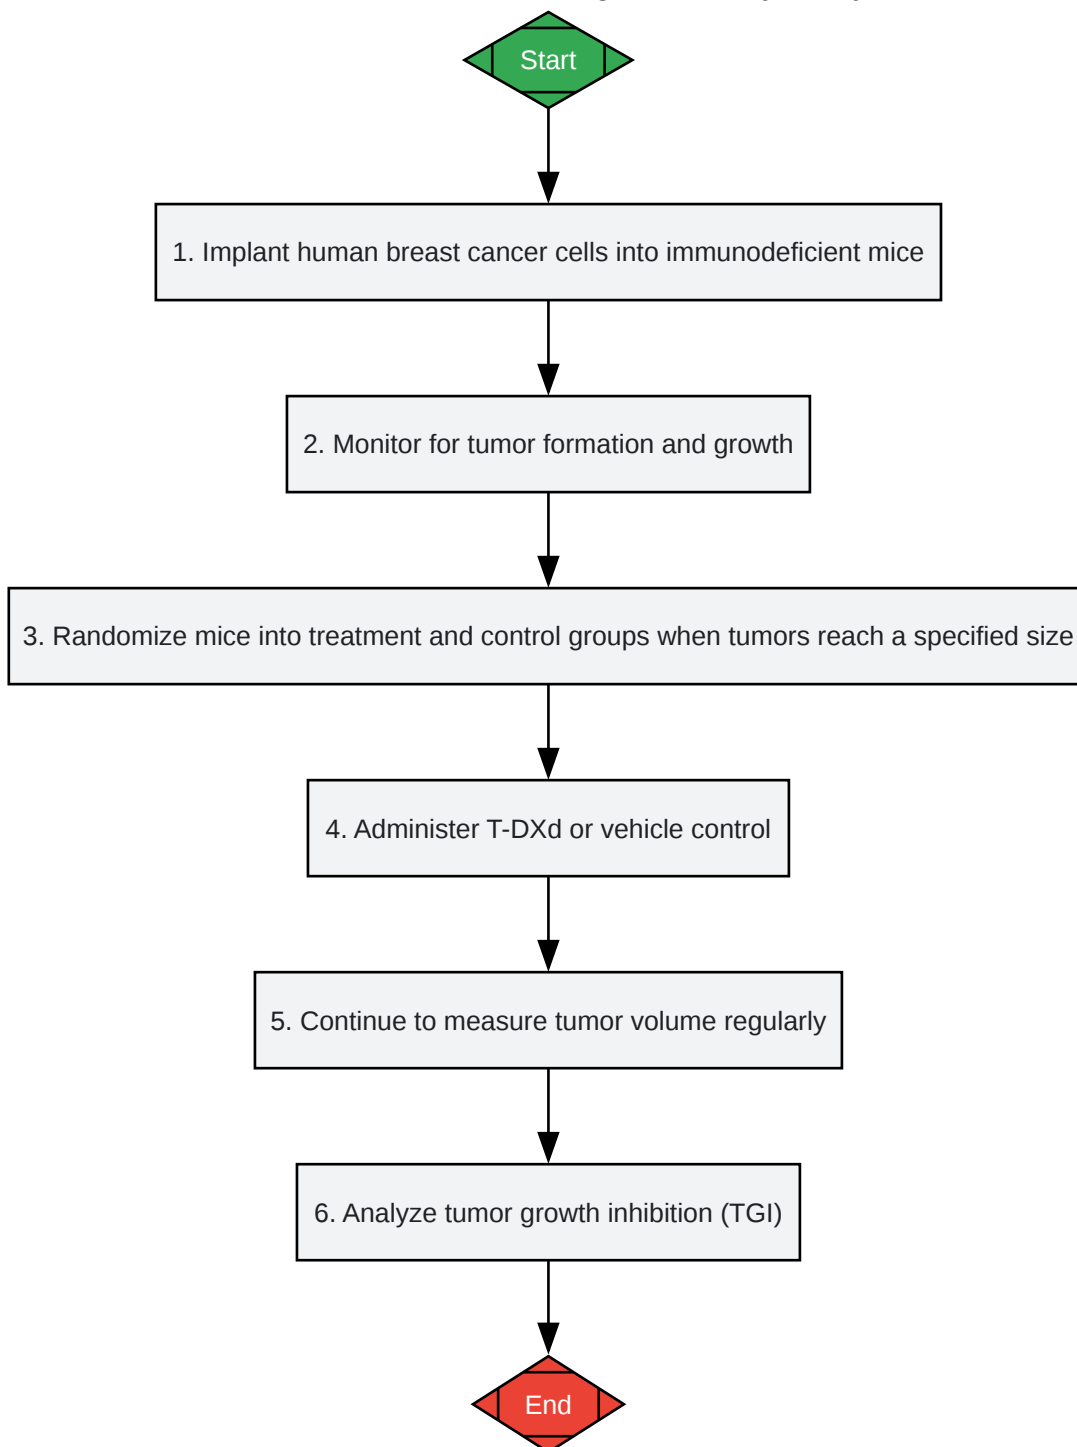 Start
1. Implant human breast cancer cells into immunodeficient mice
2. Monitor for tumor formation and growth
3. Randomize mice into treatment and control groups when tumors reach a specified size
4. Administer T-DXd or vehicle control
5. Continue to measure tumor volume regularly
6. Analyze tumor growth inhibition (TGI)
End